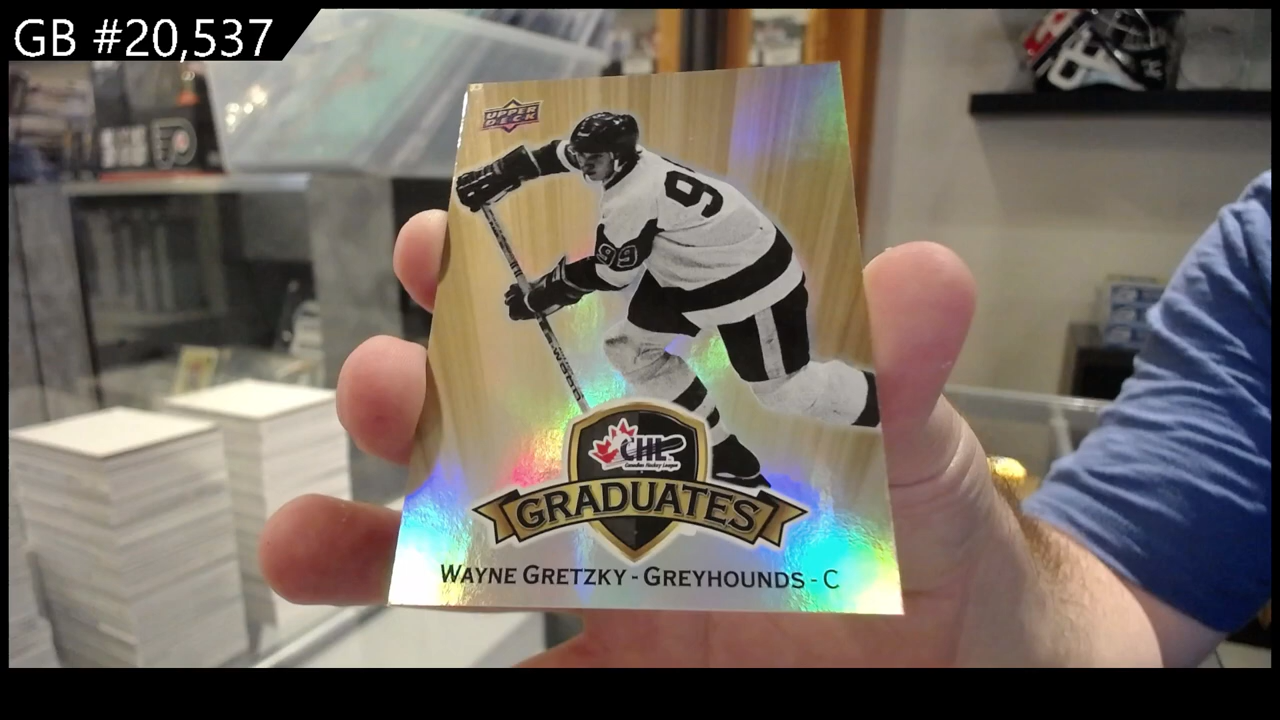 GB #20,537
UPPER
DECK
99
99
CHL
Canadian Hockey League
GRADUATES
WAYNE GRETZKY - GREYHOUNDS - C